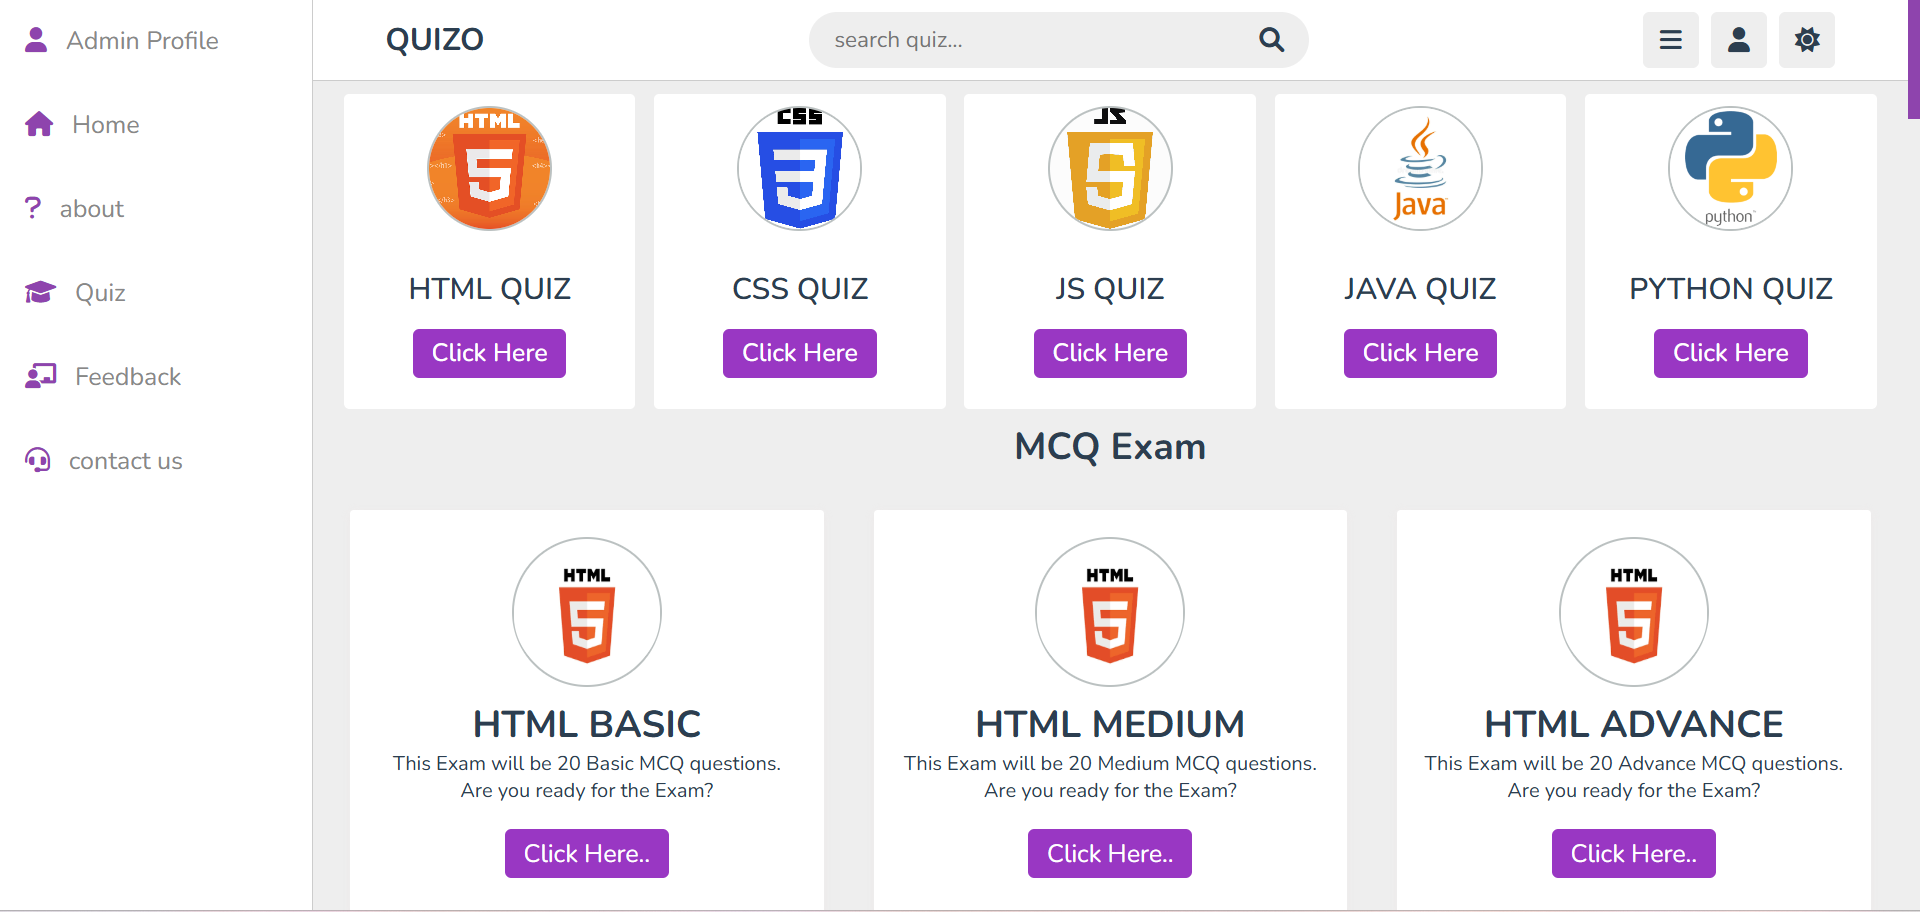 Admin Profile
Home
about
Quiz
Feedback
contact us
QUIZO
search quiz...
HTML
CSS
JS
Java
python
HTML QUIZ
CSS QUIZ
JS QUIZ
JAVA QUIZ
PYTHON QUIZ
Click Here
Click Here
Click Here
Click Here
Click Here
MCQ Exam
HTML
HTML BASIC
This Exam will be 20 Basic MCQ questions.
Are you ready for the Exam?
Click Here..
HTML
HTML MEDIUM
This Exam will be 20 Medium MCQ questions.
Are you ready for the Exam?
Click Here..
HTML
HTML ADVANCE
This Exam will be 20 Advance MCQ questions.
Are you ready for the Exam?
Click Here..